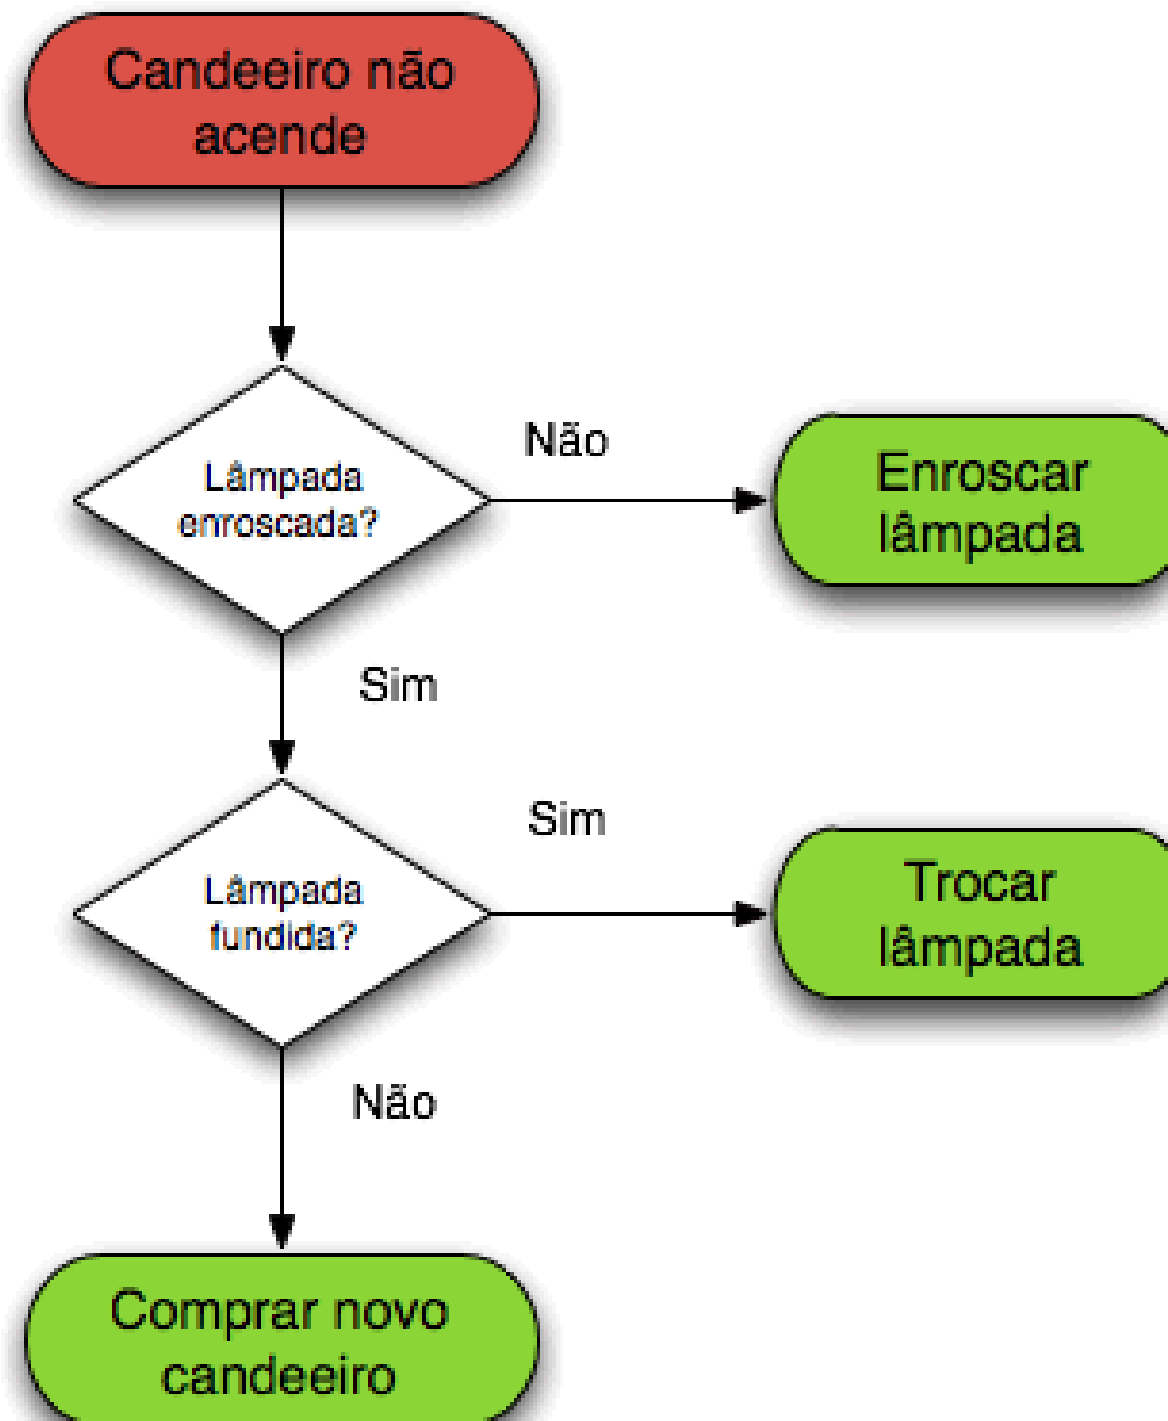 Candeeiro não
acende
Lâmpada
enroscada?
Não
Enroscar
lâmpada
Sim
Lâmpada
fundida?
Sim
Trocar
lâmpada
Não
Comprar novo
candeeiro